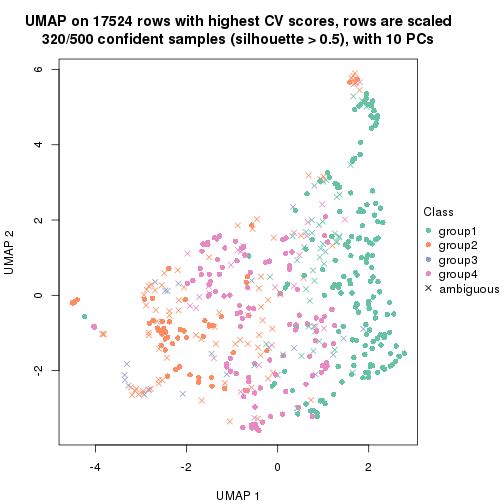 UMAP on 17524 rows with highest CV scores, rows are scaled
320/500 confident samples (silhouette > 0.5), with 10 PCs
6
4
2
0
-2
UMAP 2
-4
-2
0
2
UMAP 1
Class
group1
group2
group3
group4
ambiguous